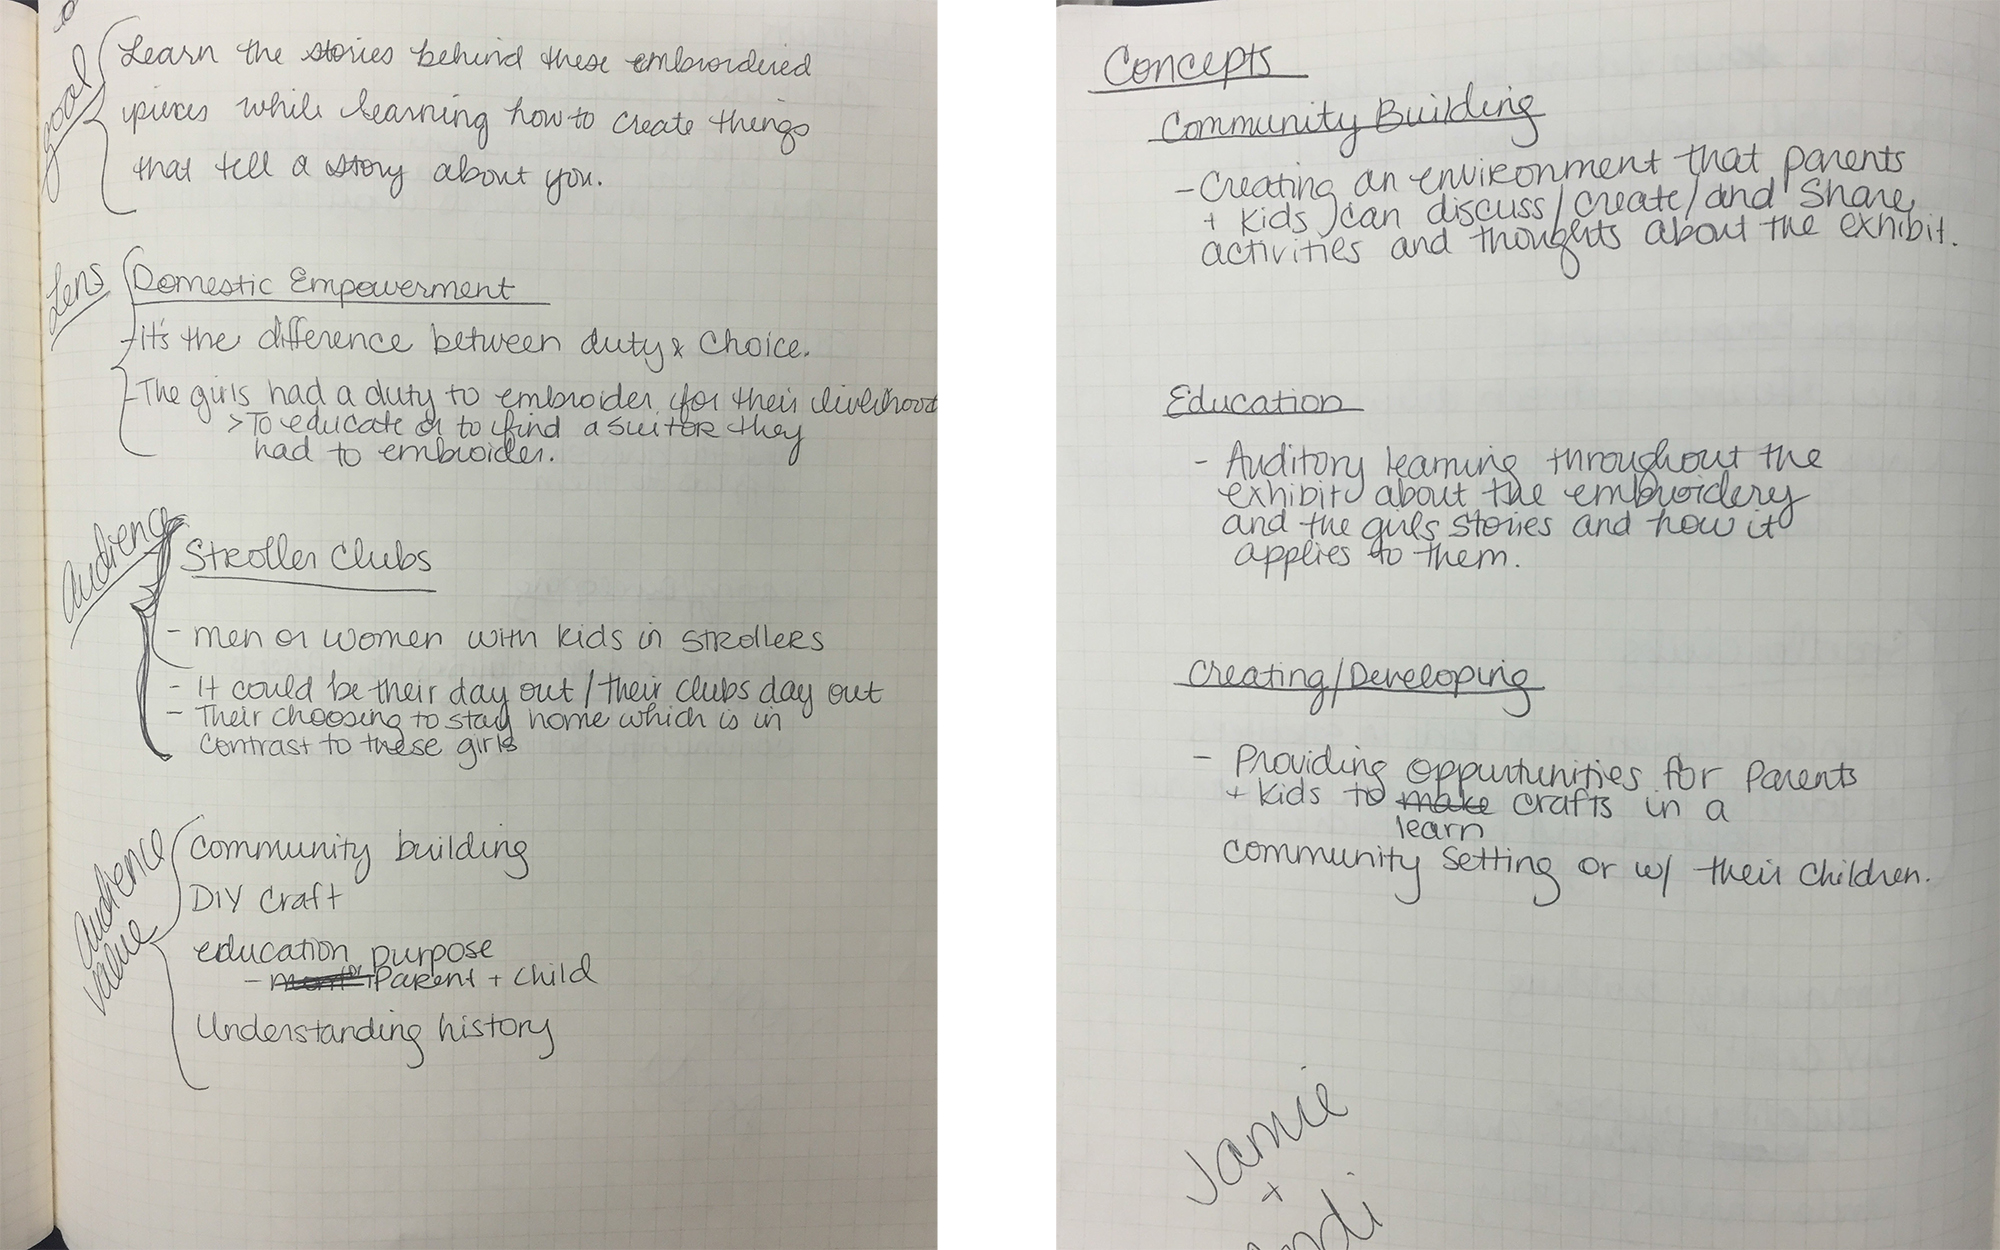 goal
Learn the stories behind these embroidered
pieces while learning how to create things
that tell a story about you.
Lens
Domestic Empowerment
- It's the difference between duty & choice.
- The girls had a duty to embroider for their livelihood
> To educate or to find a suitor they
had to embroider.
Audience
Stroller Clubs
- men or women with kids in strollers
- It could be their day out / their clubs day out
- Their choosing to stay home which is in
contrast to these girls
audience
value
Community building
DIY Craft
education purpose
- for Parent + child
Understanding history
Concepts
Community Building
- Creating an environment that parents
+ kids can discuss / create / and share
activities and thoughts about the exhibit.
Education
- Auditory learning throughout the
exhibit about the embroidery
and the girls stories and how it
applies to them.
Creating/Developing
- Providing oppurtunities for Parents
+ kids to make crafts in a
learn
community setting or w/ their children.
Jamie
+